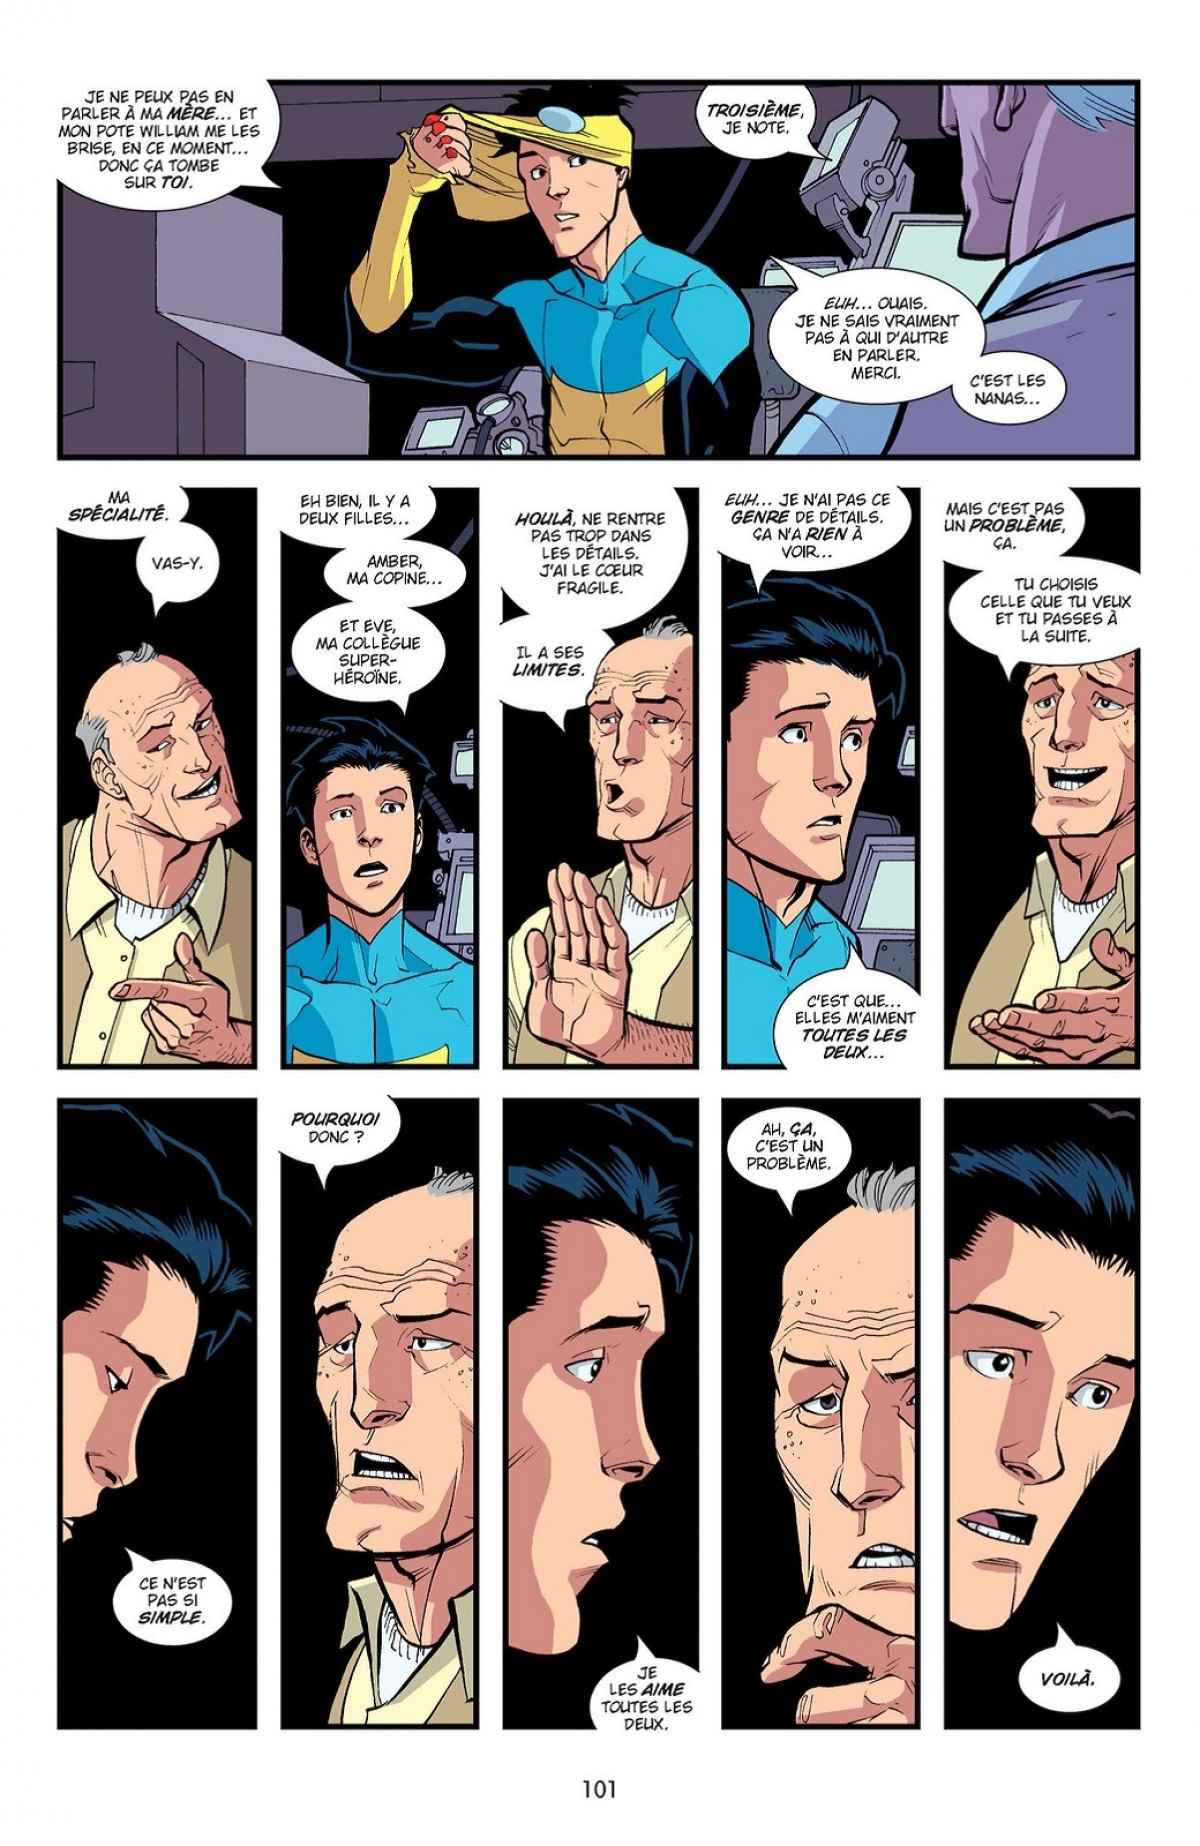 JE NE PEUX PAS EN
PARLER À MA MÈRE... ET
MON POTE WILLIAM ME LES
BRISE, EN CE MOMENT...
DONC ÇA TOMBE
SUR TOI.
TROISIÈME,
JE NOTE.
EUH... OUAIS.
JE NE SAIS VRAIMENT
PAS À QUI D'AUTRE
EN PARLER.
MERCI.
C'EST LES
NANAS...
MA
SPÉCIALITÉ.
VAS-Y.
EH BIEN, IL Y A
DEUX FILLES...
AMBER,
MA COPINE...
ET EVE,
MA COLLÈGUE
SUPER-
HÉROÏNE.
HOULÀ, NE RENTRE
PAS TROP DANS
LES DÉTAILS.
J'AI LE CŒUR
FRAGILE.
IL A SES
LIMITES.
EUH... JE N'AI PAS CE
GENRE DE DÉTAILS.
ÇA N'A RIEN À
VOIR...
C'EST QUE...
ELLES M'AIMENT
TOUTES LES
DEUX...
MAIS C'EST PAS
UN PROBLÈME,
ÇA.
TU CHOISIS
CELLE QUE TU VEUX
ET TU PASSES À
LA SUITE.
CE N'EST
PAS SI
SIMPLE.
POURQUOI
DONC ?
JE
LES AIME
TOUTES LES
DEUX.
AH, ÇA,
C'EST UN
PROBLÈME.
VOILÀ.
101